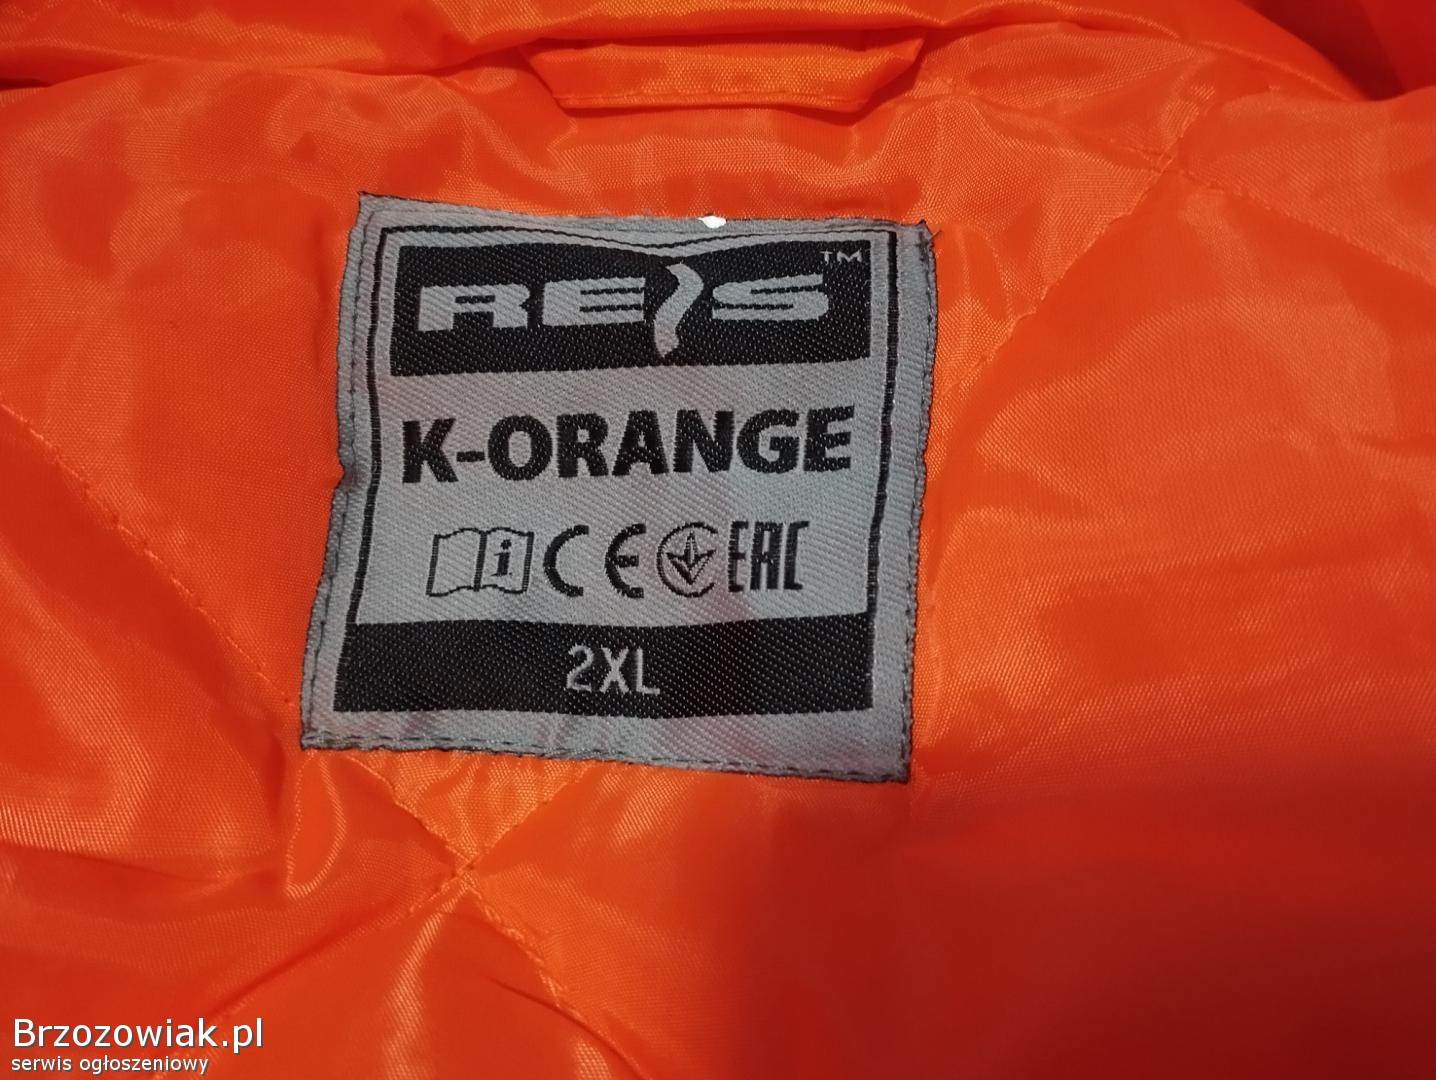 REIS™
K-ORANGE
i CE EAC
2XL
Brzozowiak.pl
serwis ogłoszeniowy